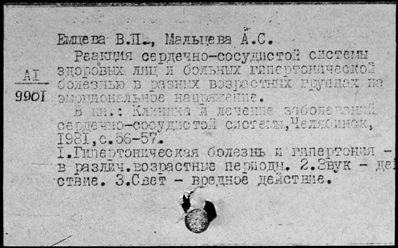 Емцева В.П., Мальцева А.С.
Реакция сердечно-сосудистой системы
здоровых лиц и больных гипертонической
болезнью в разных возрастных группах на
эмоциональное напряжение.
АI
9901
В кн.: Клиника и лечение заболеваний
сердечно-сосудистой системы, Челябинск,
1981, с.56-57.
1.Гипертоническая болезнь и гипертония -
в различ.возрастные периоды. 2.Звук - де
ствие. 3.Свет - вредное действие.